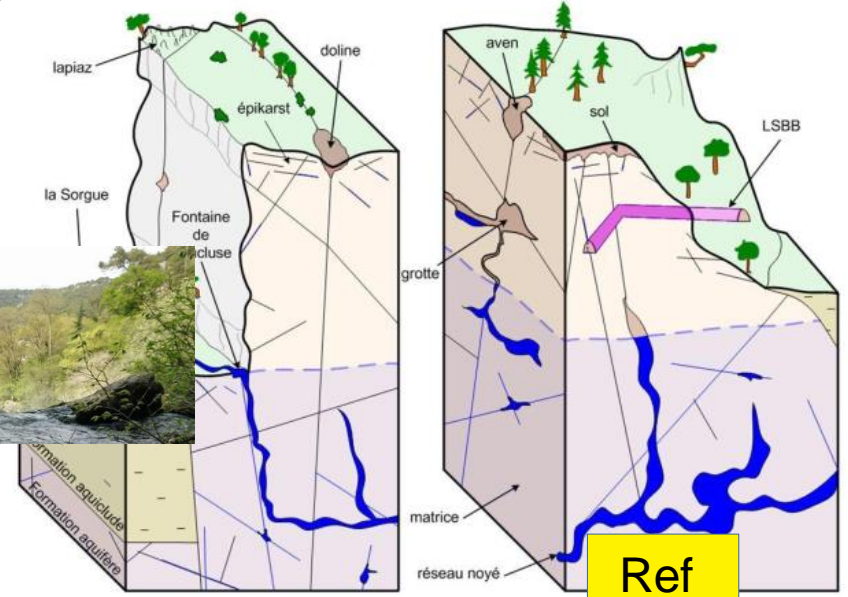 lapiaz
doline
épikarst
la Sorgue
Fontaine
de
cluse
aven
sol
LSBB
grotte
matrice
réseau noyé
formation aquiclude
Formation aquifère
Ref